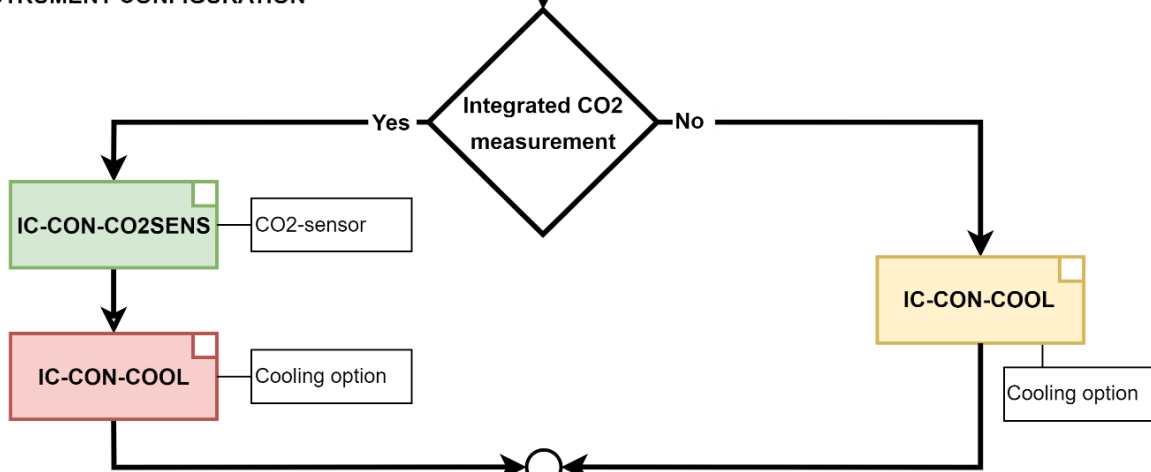 Integrated CO2
measurement
Yes
No
IC-CON-CO2SENS
CO2-sensor
IC-CON-COOL
IC-CON-COOL
Cooling option
Cooling option